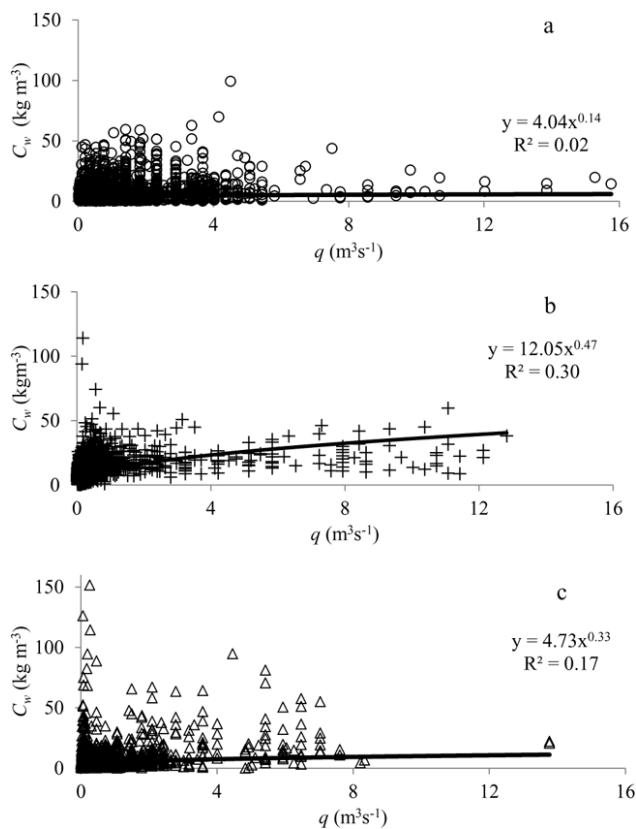 a
150
100
50
0
C_w (kg m⁻³)
y = 4.04x^0.14
R² = 0.02
0 4 8 12 16
q (m³s⁻¹)
b
150
100
50
0
C_w (kgm⁻³)
y = 12.05x^0.47
R² = 0.30
0 4 8 12 16
q (m³s⁻¹)
c
150
100
50
0
C_w (kg m⁻³)
y = 4.73x^0.33
R² = 0.17
0 4 8 12 16
q (m³s⁻¹)